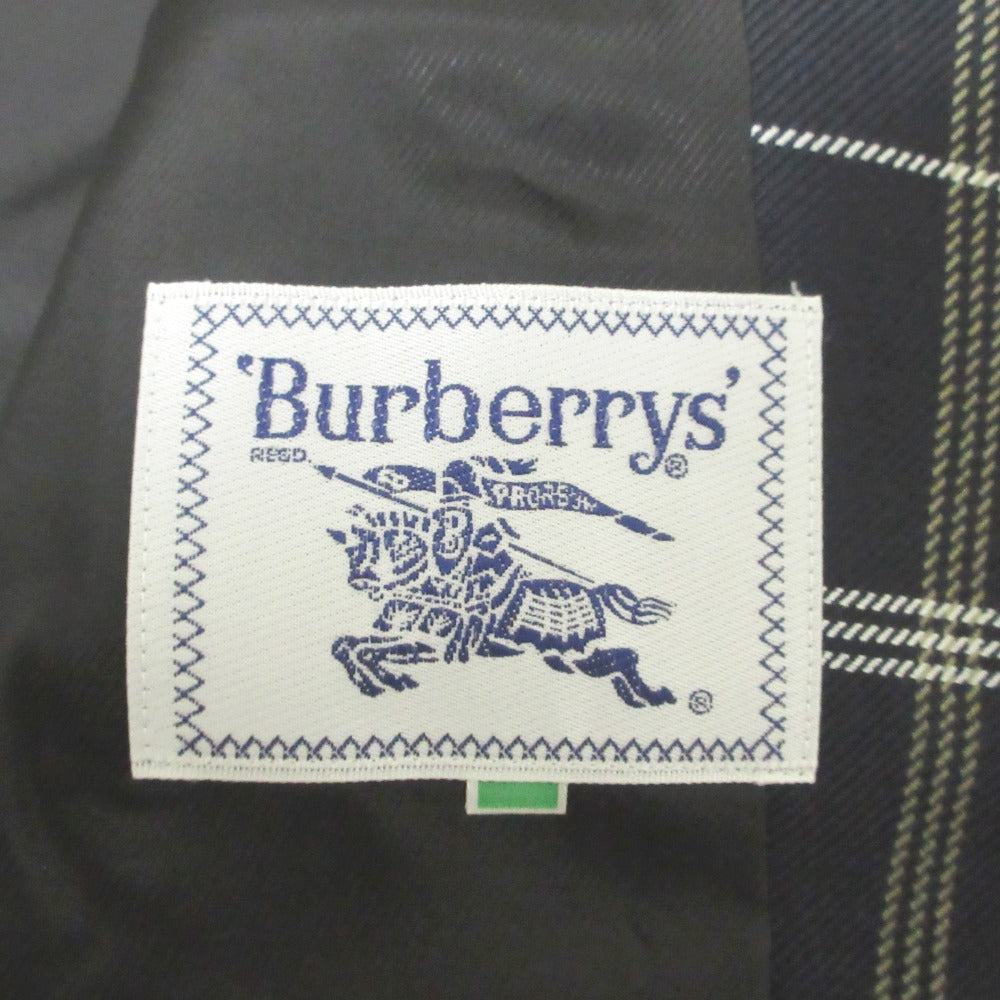 'Burberrys'
REGD. ®
PRORSUM
®